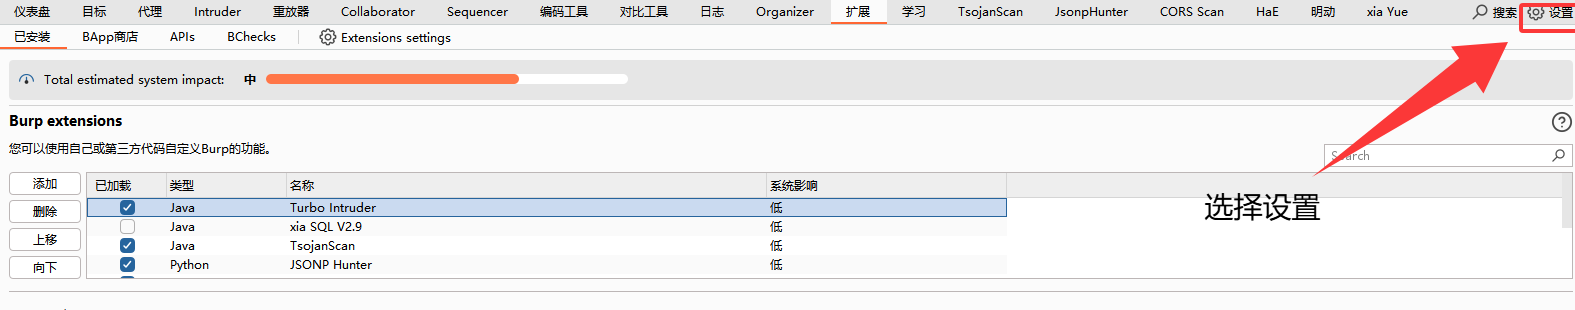 仪表盘 目标 代理 Intruder 重放器 Collaborator Sequencer 编码工具 对比工具 日志 Organizer 扩展 学习 TsojanScan JsonpHunter CORS Scan HaE 明动 xia Yue 搜索 设置
已安装 BApp商店 APIs BChecks Extensions settings
Total estimated system impact: 中
Burp extensions
您可以使用自己或第三方代码自定义Burp的功能。
Search
添加 已加载 类型 名称 系统影响
删除 Java Turbo Intruder 低
Java xia SQL V2.9 低
上移 Java TsojanScan 低
向下 Python JSONP Hunter 低
选择设置